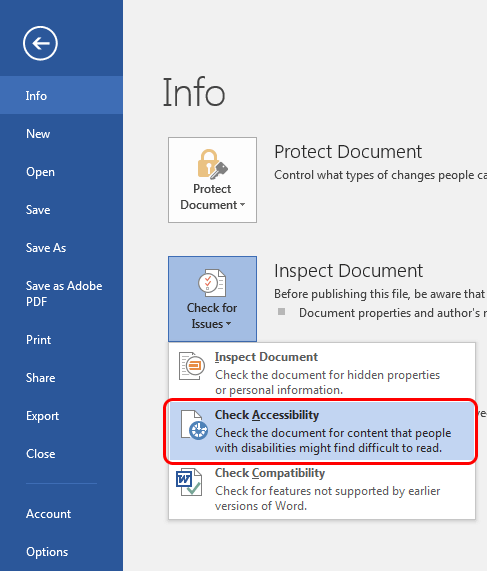 Info
New
Open
Save
Save As
Save as Adobe
PDF
Print
Share
Export
Close
Account
Options
Info
Protect
Document
Protect Document
Control what types of changes people
Check for
Issues
Inspect Document
Before publishing this file, be aware that
Document properties and author's
Inspect Document
Check the document for hidden properties
or personal information.
Check Accessibility
Check the document for content that people
with disabilities might find difficult to read.
Check Compatibility
Check for features not supported by earlier
versions of Word.